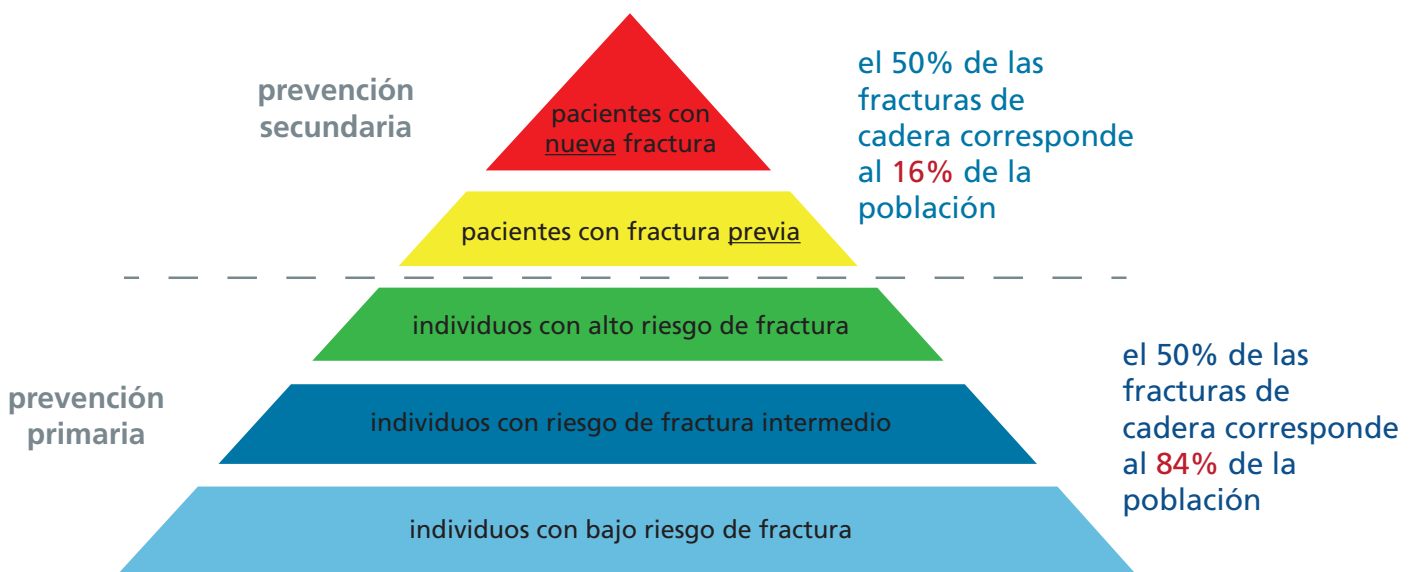 prevención
secundaria
pacientes con
nueva fractura
el 50% de las
fracturas de
cadera corresponde
al 16% de la
población
pacientes con fractura previa
individuos con alto riesgo de fractura
prevención
primaria
individuos con riesgo de fractura intermedio
individuos con bajo riesgo de fractura
el 50% de las
fracturas de
cadera corresponde
al 84% de la
población